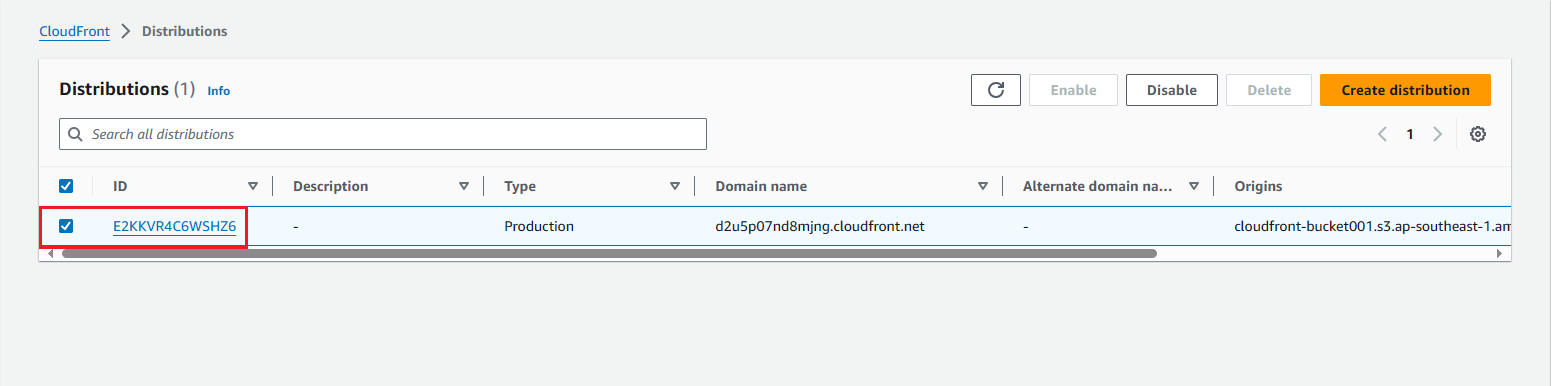 CloudFront > Distributions
Distributions (1) Info
Enable Disable Delete Create distribution
Search all distributions
1
ID Description Type Domain name Alternate domain na... Origins
E2KKVR4C6WSHZ6 - Production d2u5p07nd8mjng.cloudfront.net - cloudfront-bucket001.s3.ap-southeast-1.am